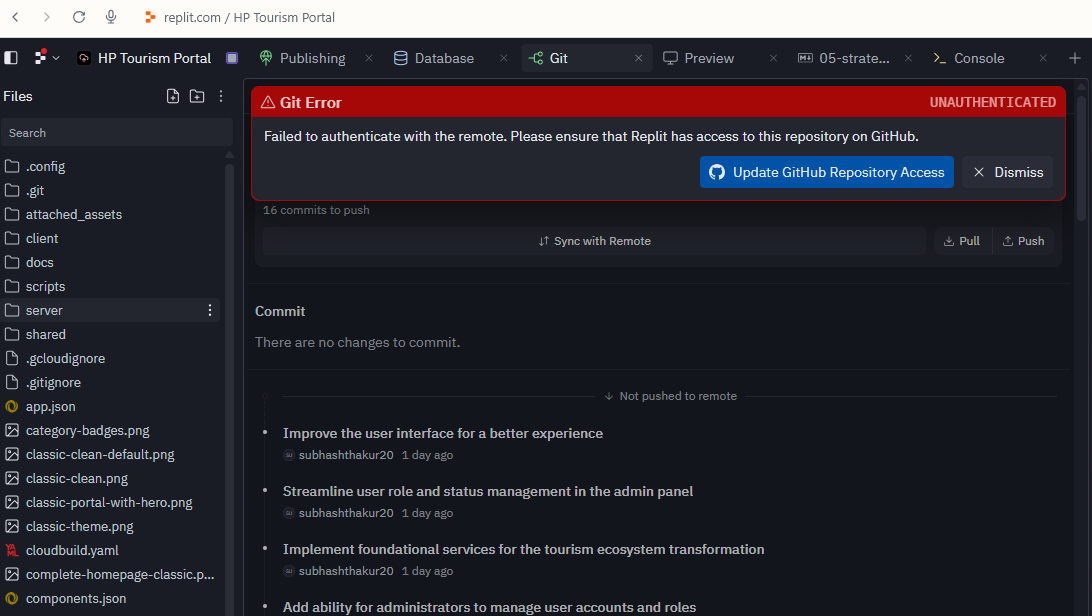 replit.com / HP Tourism Portal
HP Tourism Portal
Publishing
Database
Git
Preview
05-strate...
Console
Files
Search
.config
.git
attached_assets
client
docs
scripts
server
shared
.gcloudignore
.gitignore
app.json
category-badges.png
classic-clean-default.png
classic-clean.png
classic-portal-with-hero.png
classic-theme.png
cloudbuild.yaml
complete-homepage-classic.p...
components.json
Git Error
UNAUTHENTICATED
Failed to authenticate with the remote. Please ensure that Replit has access to this repository on GitHub.
Update GitHub Repository Access
Dismiss
16 commits to push
Sync with Remote
Pull
Push
Commit
There are no changes to commit.
Not pushed to remote
Improve the user interface for a better experience
SU subhashthakur20 1 day ago
Streamline user role and status management in the admin panel
SU subhashthakur20 1 day ago
Implement foundational services for the tourism ecosystem transformation
SU subhashthakur20 1 day ago
Add ability for administrators to manage user accounts and roles